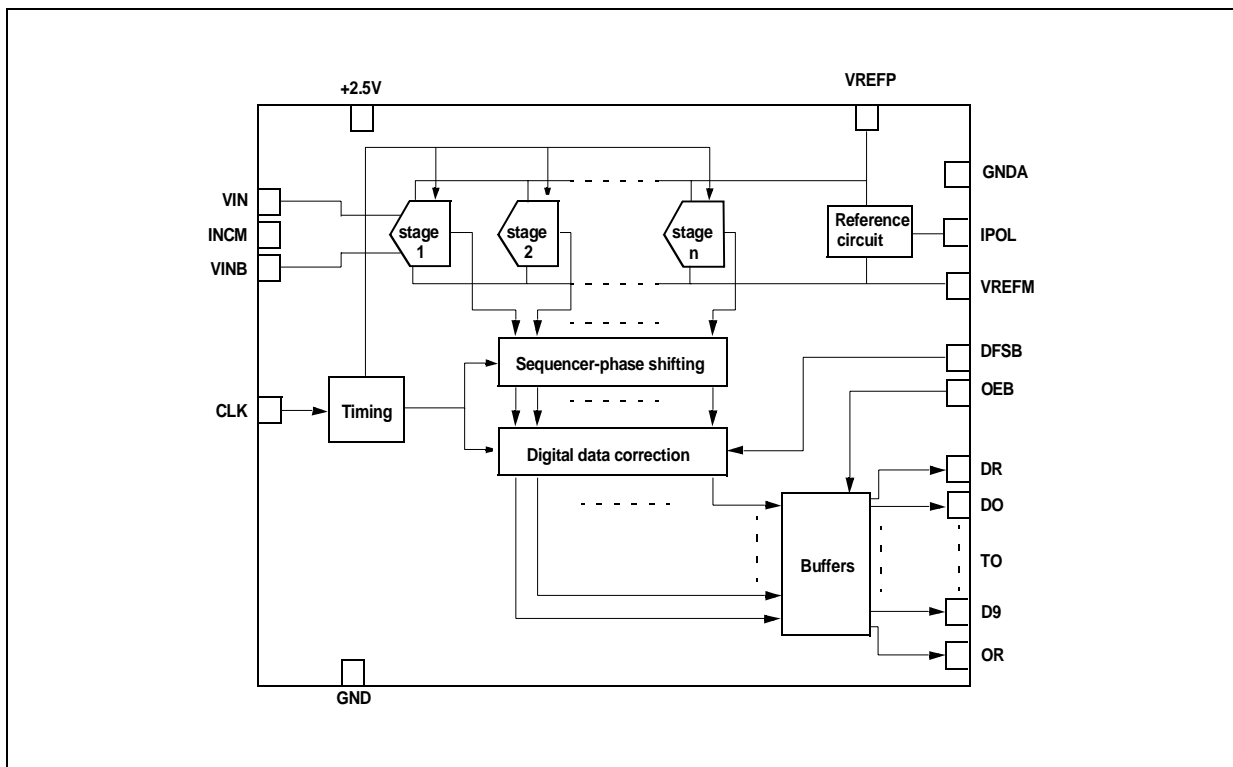 +2.5V
VREFP
GNDA
VIN
INCM
VINB
stage
1
stage
2
stage
n
Reference
circuit
IPOL
VREFM
Sequencer-phase shifting
DFSB
OEB
CLK
Timing
Digital data correction
DR
DO
TO
Buffers
D9
OR
GND